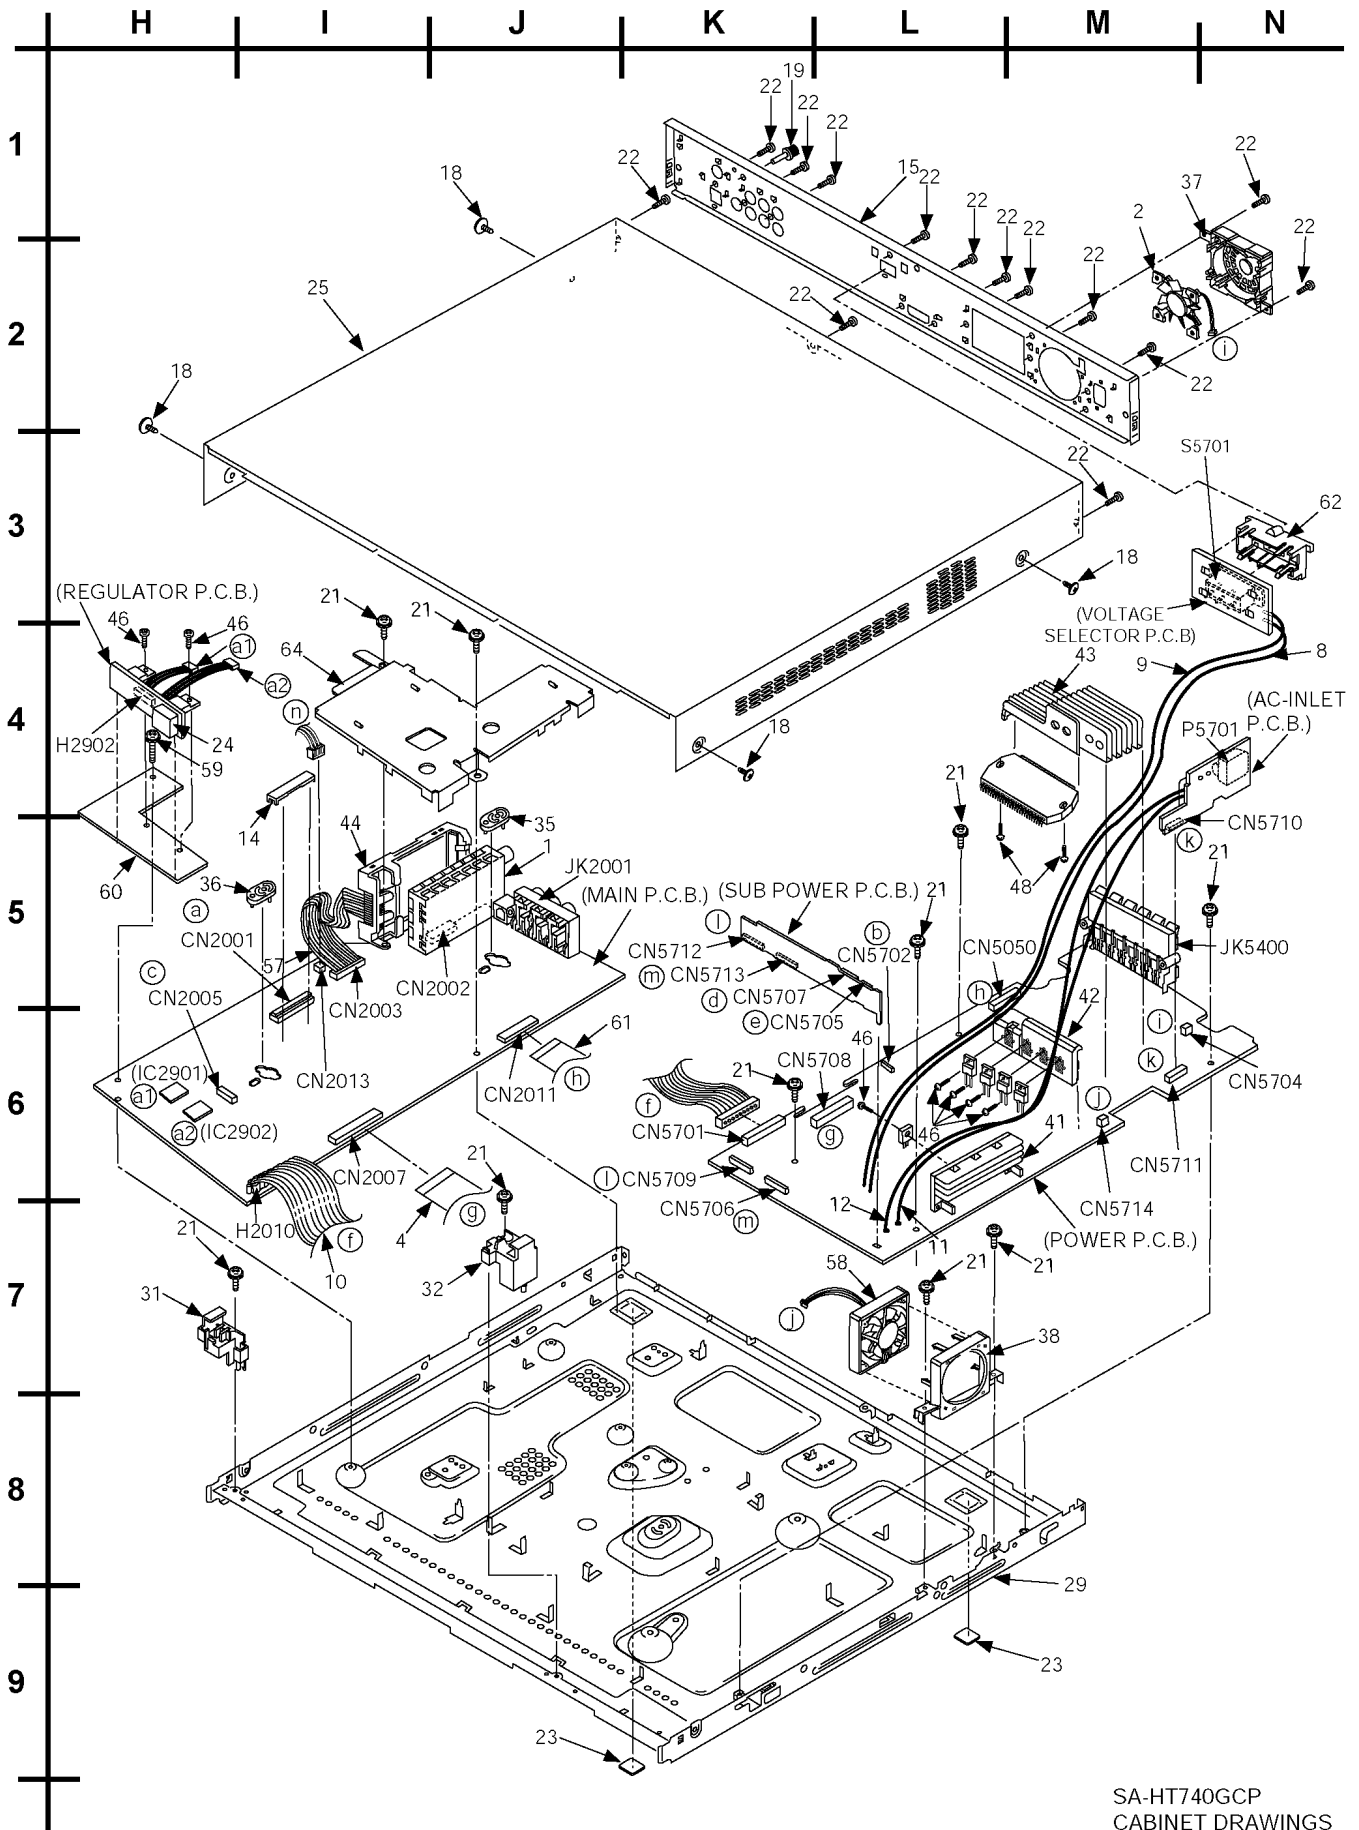 H I J K L M N
1
22 19 22 22 22
18 22 15 22 37
22 2 22
22 22 22
25 22
2
i
22
18
S5701
22
3
62
(REGULATOR P.C.B.)
21 21 18
46 46
(VOLTAGE
SELECTOR P.C.B)
a1 64 43 9 8
a2
4
n
(AC-INLET
P.C.B.)
H2902 24 P5701
59 18
21
14 44 35 CN5710
k
60 36 1 48 21
JK2001
5
(MAIN P.C.B.) (SUB POWER P.C.B.) 21
a
l b
CN2001 CN5712 CN5702 CN5050 JK5400
57 m CN5713
c
CN2005 CN2003 CN2002 d CN5707 h 42
e CN5705 i
61 46
k
(IC2901) CN2013 CN2011 h 21 CN5708 CN5704
6
a1 f j
a2 (IC2902) CN5701 g 46 41
CN2007 21 l CN5709 CN5711
12 CN5714
H2010 f 4 g CN5706 m 11 (POWER P.C.B.)
21 10 32 58 21 21
7
31
j
38
8
29
23
9
23
SA-HT740GCP
CABINET DRAWINGS